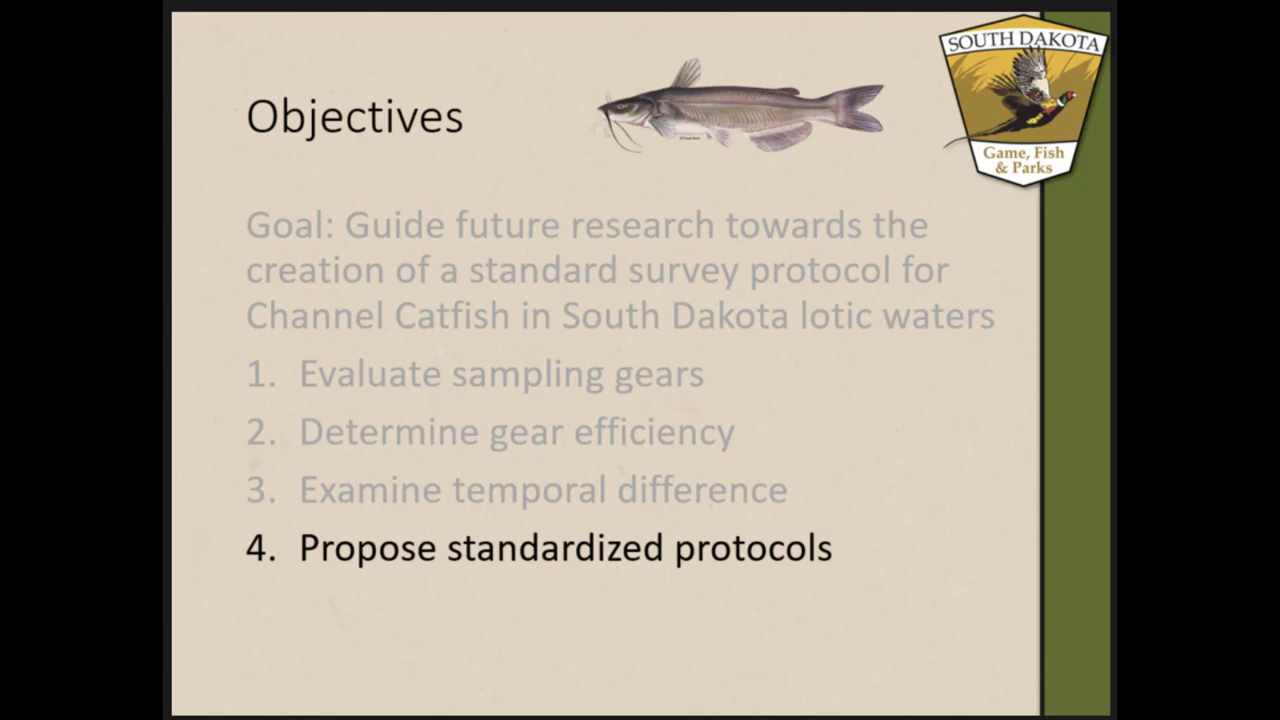 SOUTH DAKOTA
Game, Fish
& Parks
Objectives
Goal: Guide future research towards the
creation of a standard survey protocol for
Channel Catfish in South Dakota lotic waters
1. Evaluate sampling gears
2. Determine gear efficiency
3. Examine temporal difference
4. Propose standardized protocols